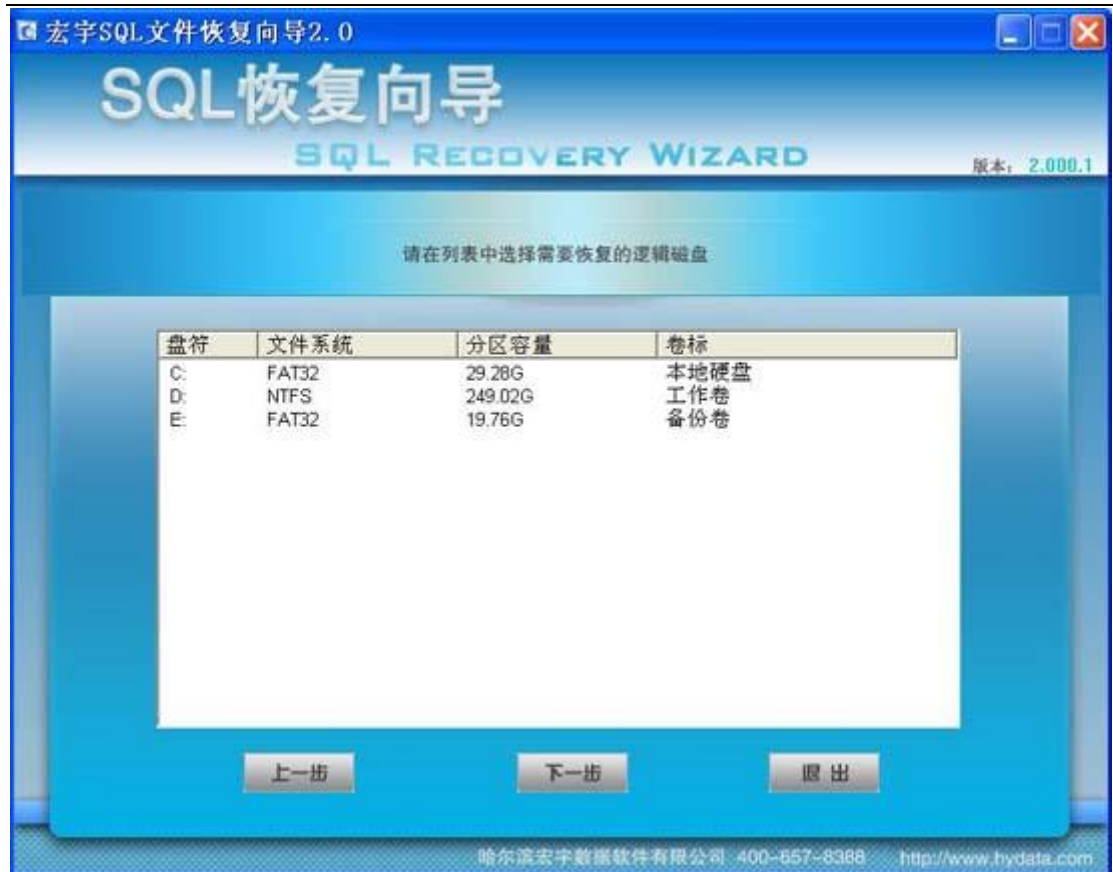 宏宇SQL文件恢复向导2.0
SQL恢复向导
SQL RECOVERY WIZARD
版本: 2.000.1
请在列表中选择需要恢复的逻辑磁盘
盘符 文件系统 分区容量 卷标
C: FAT32 29.28G 本地硬盘
D: NTFS 249.02G 工作卷
E: FAT32 19.76G 备份卷
上一步 下一步 退出
哈尔滨宏宇数据软件有限公司 400-657-8388 http://www.hydata.com